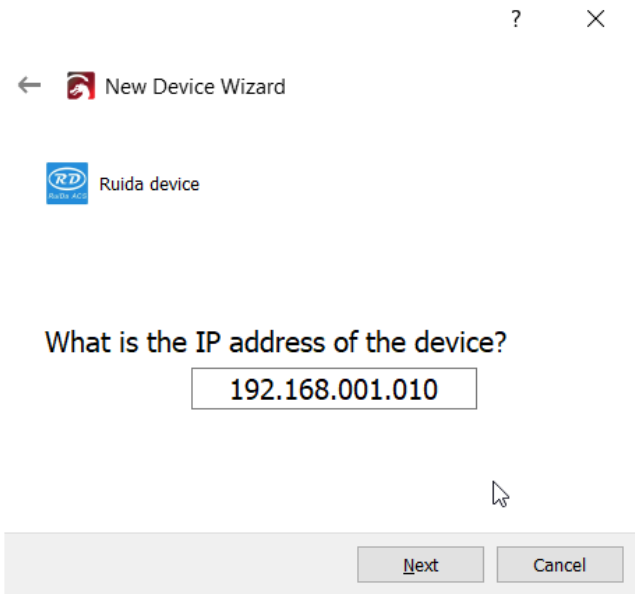 ?
New Device Wizard
RD
RuiDa ACS
Ruida device
What is the IP address of the device?
192.168.001.010
Next
Cancel